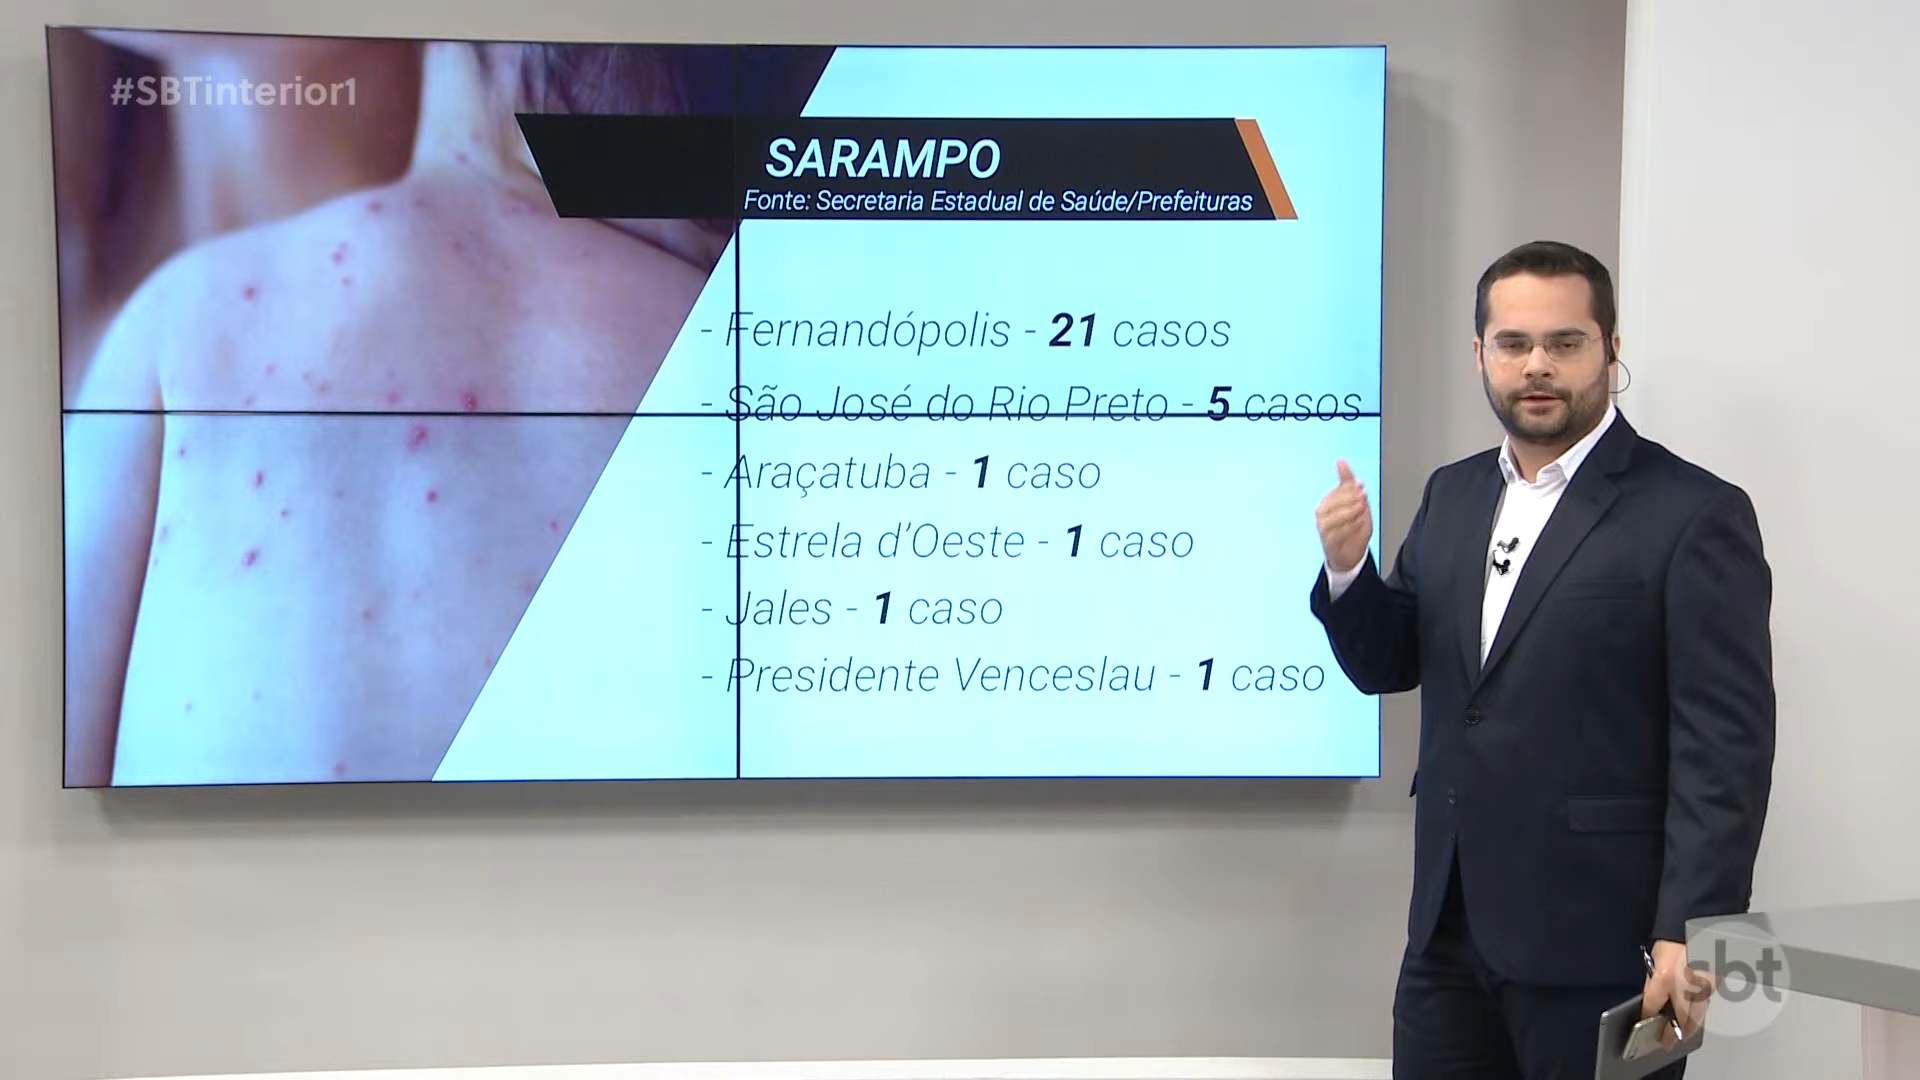 #SBTinterior1
SARAMPO
Fonte: Secretaria Estadual de Saúde/Prefeituras
- Fernandópolis - 21 casos
- São José do Rio Preto - 5 casos
- Araçatuba - 1 caso
- Estrela d'Oeste - 1 caso
- Jales - 1 caso
- Presidente Venceslau - 1 caso
sbt